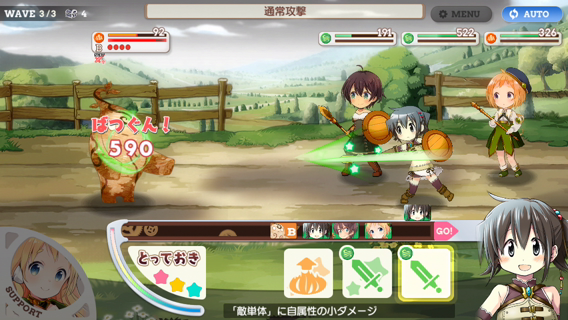 WAVE 3/3 4
通常攻撃
MENU
AUTO
92
191
522
326
B
ばつぐん!
590
B
GO!
とっておき
SUPPORT
「敵単体」に自属性の小ダメージ